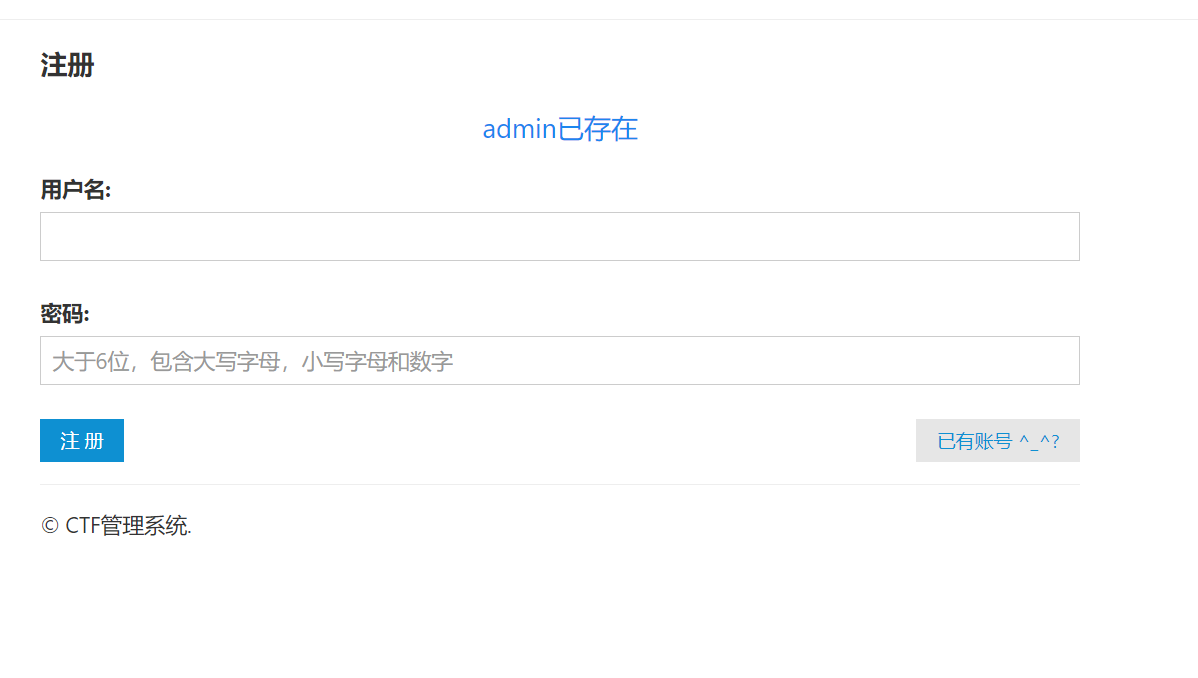 注册
admin已存在
用户名:
密码:
大于6位，包含大写字母，小写字母和数字
注 册
已有账号 ^_^?
© CTF管理系统.